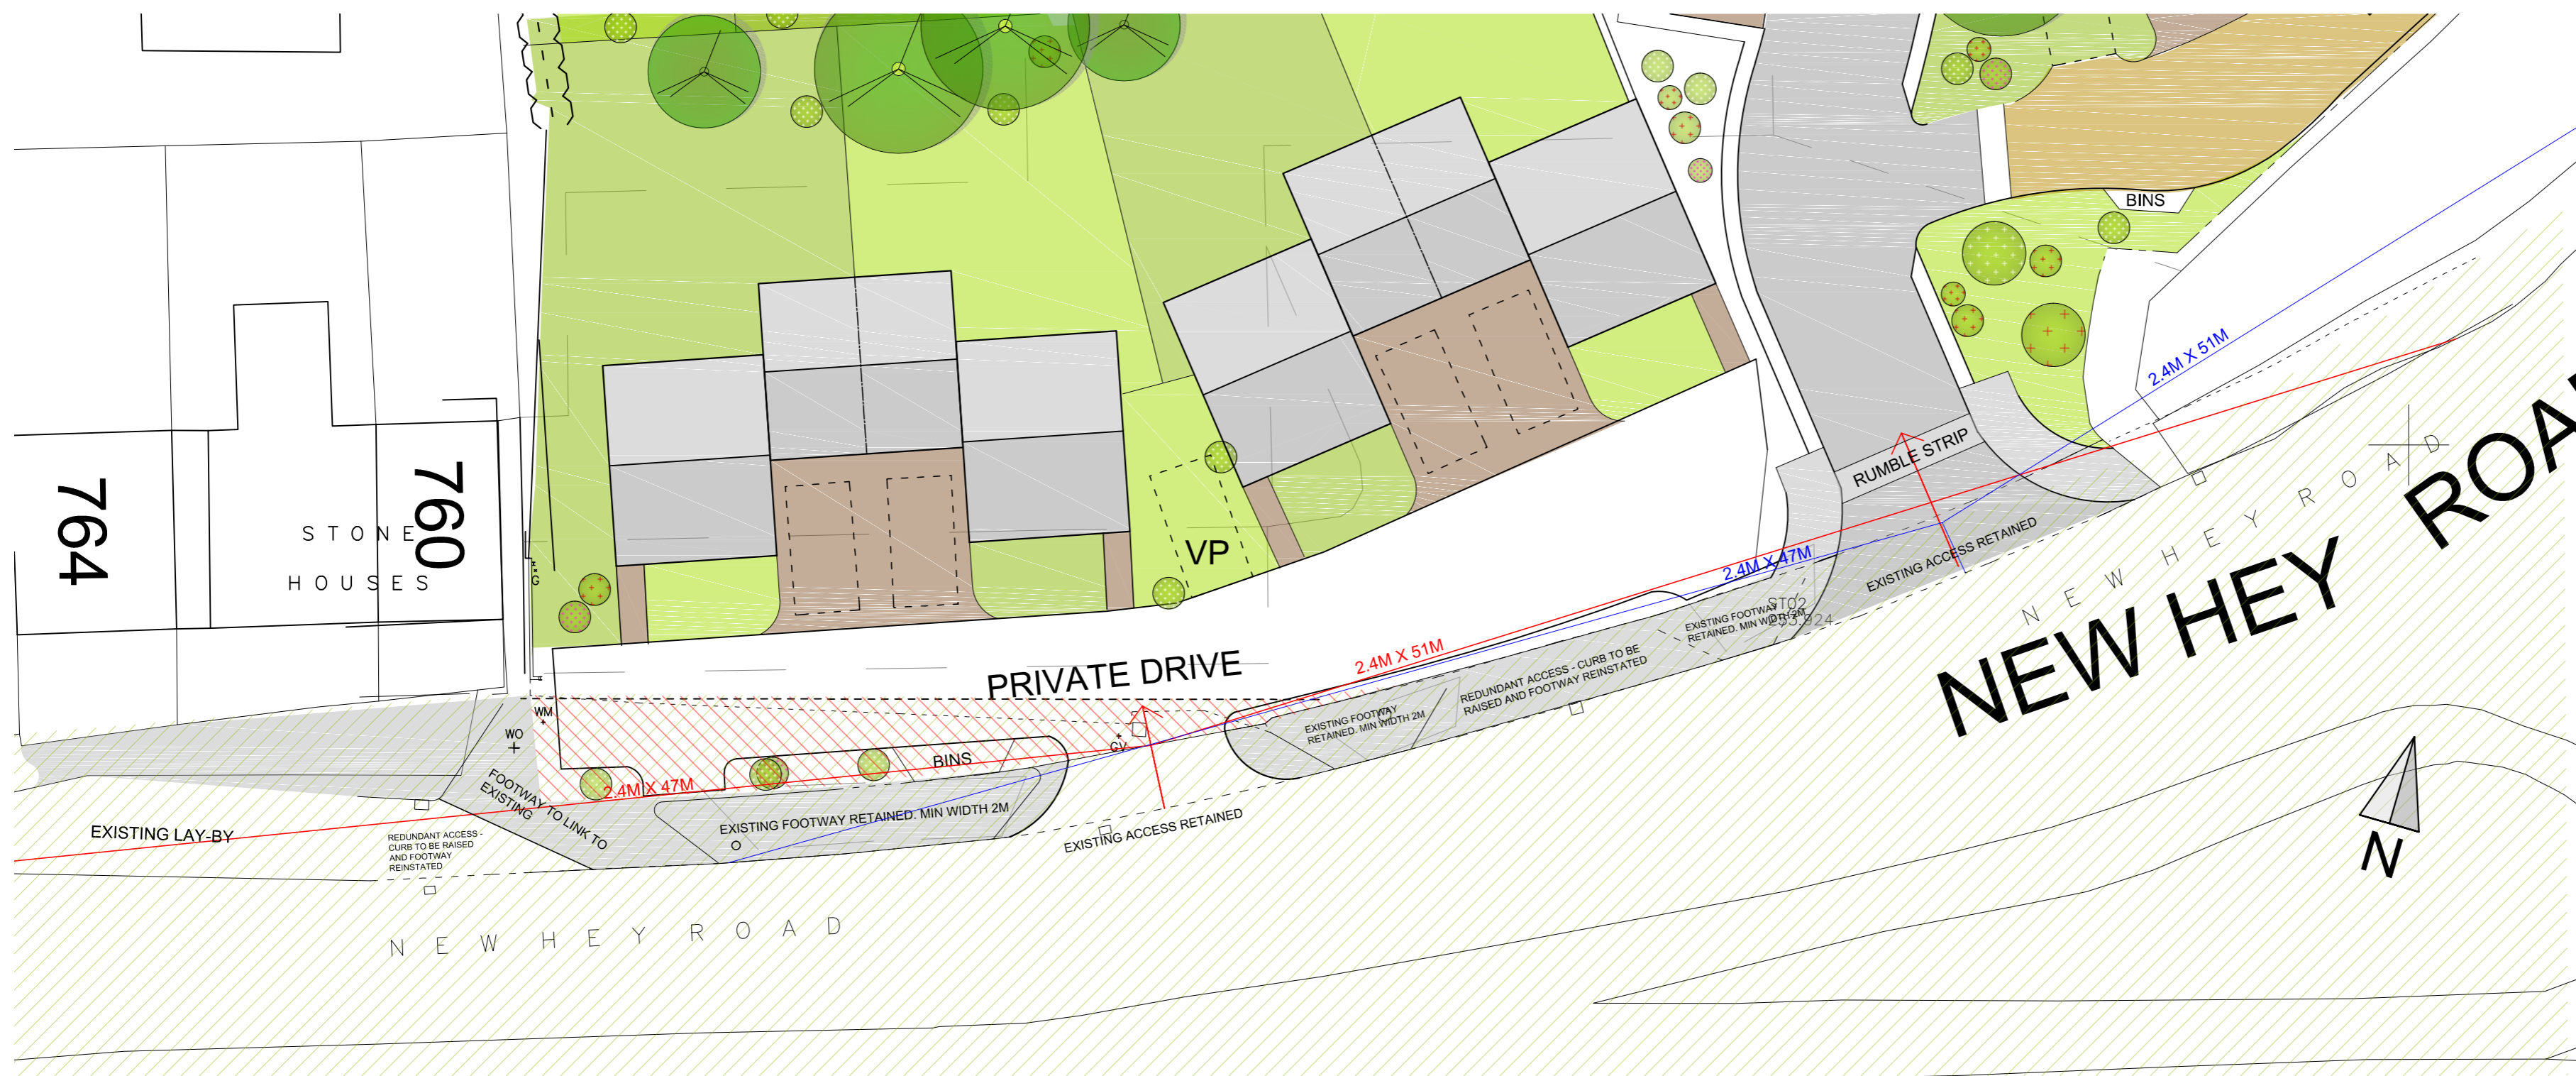 BINS
764
760
STONE
HOUSES
G
VP
PRIVATE DRIVE
RUMBLE STRIP
2.4M X 51M
2.4M X 47M
EXISTING ACCESS RETAINED
NEW HEY ROAD
NEW HEY ROA
ST02
EXISTING FOOTWAY
RETAINED. MIN WIDTH 2M
REDUNDANT ACCESS - CURB TO BE
RAISED AND FOOTWAY REINSTATED
2.4M X 51M
EXISTING FOOTWAY
RETAINED. MIN WIDTH 2M
WM
WO
GV
BINS
2.4M X 47M
FOOTWAY TO LINK TO
EXISTING
EXISTING FOOTWAY RETAINED. MIN WIDTH 2M
EXISTING ACCESS RETAINED
EXISTING LAY-BY
REDUNDANT ACCESS -
CURB TO BE RAISED
AND FOOTWAY
REINSTATED
NEW HEY ROAD
N